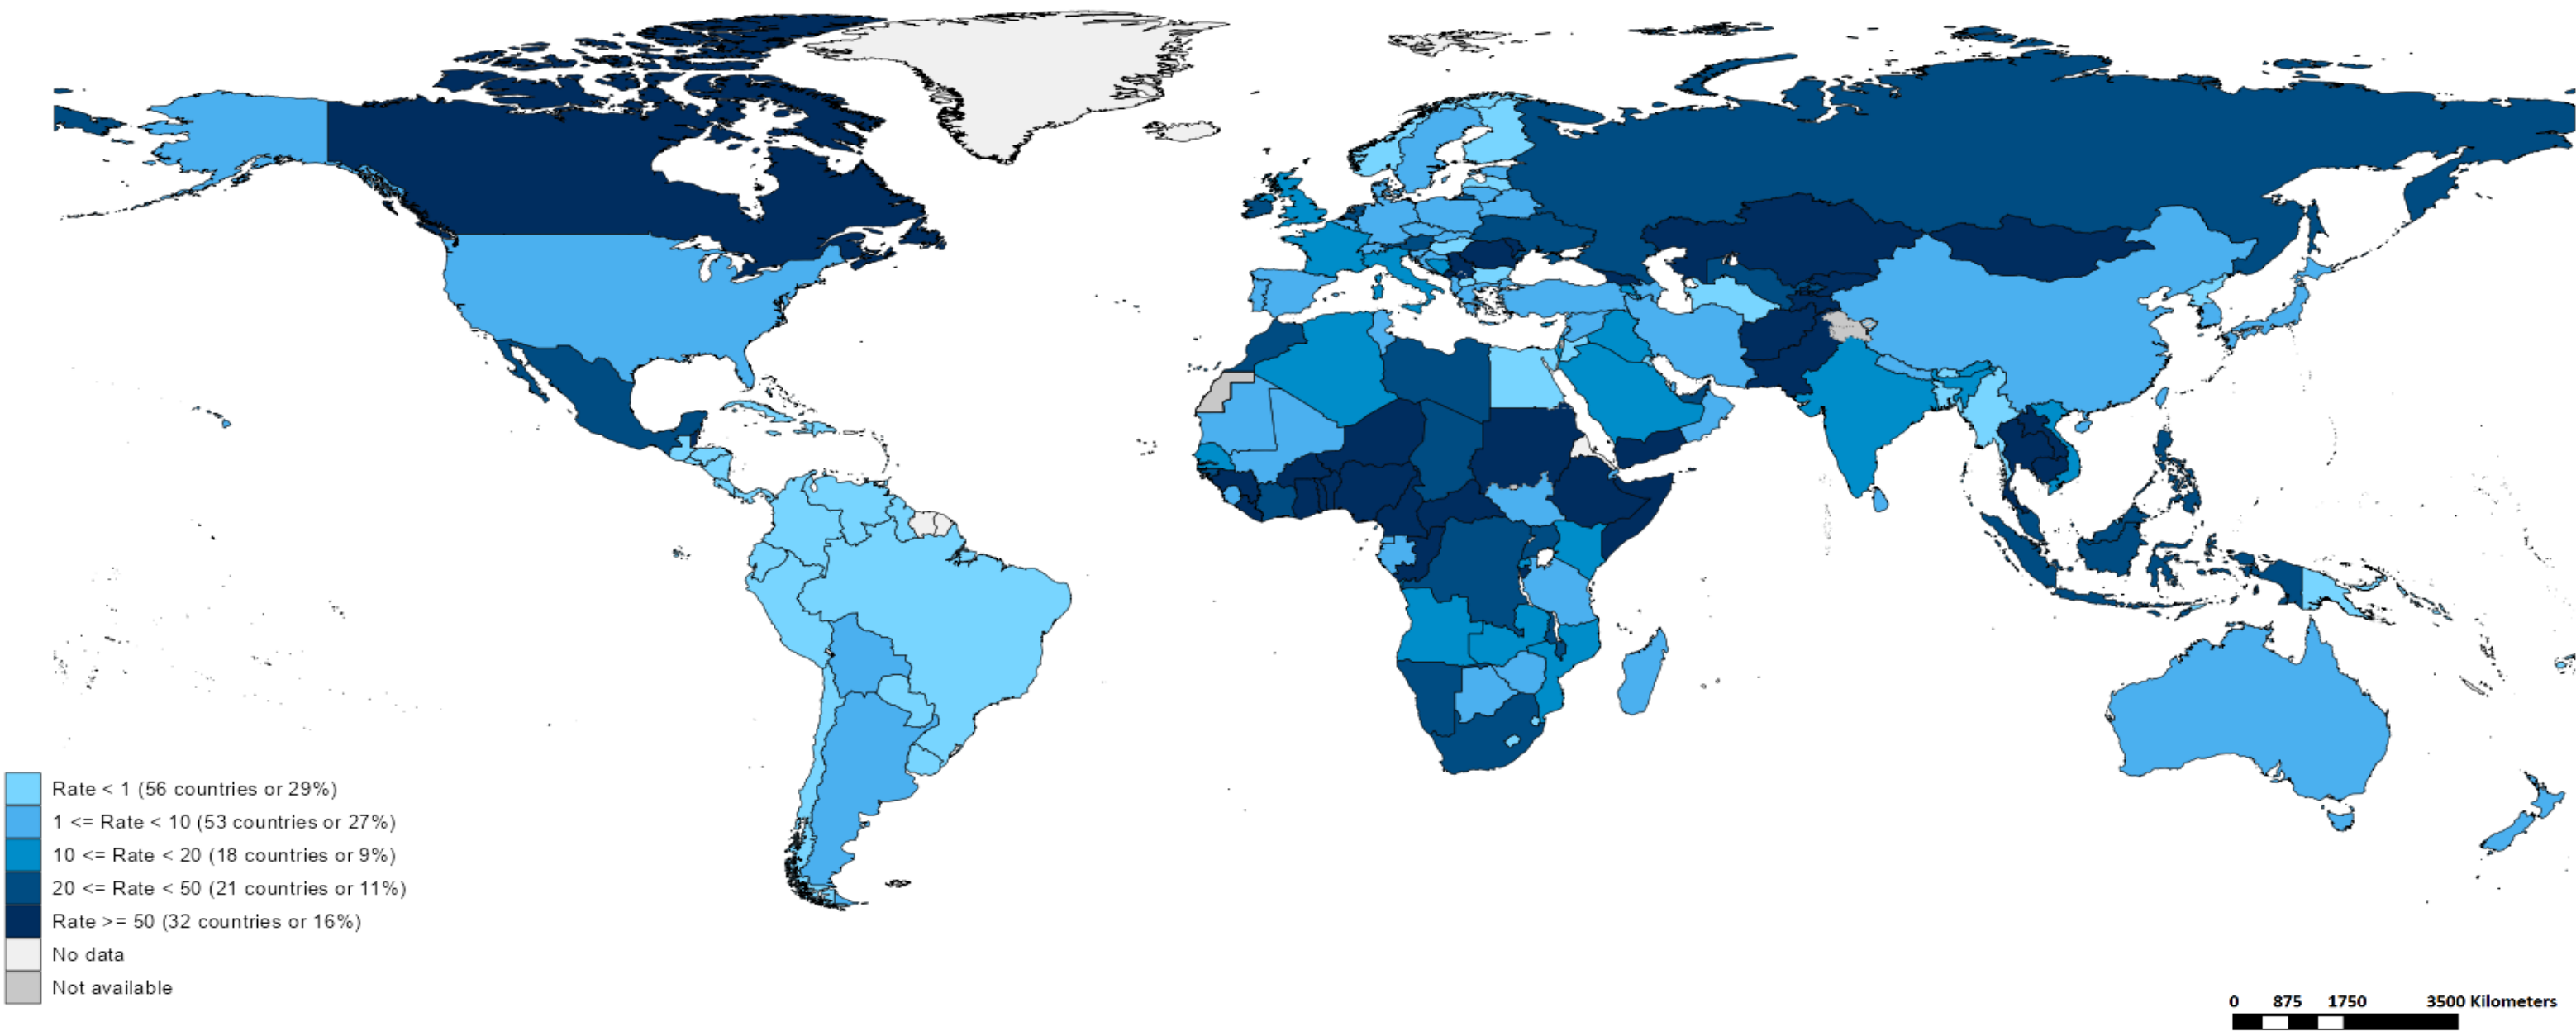 Rate < 1 (56 countries or 29%)
1 <= Rate < 10 (53 countries or 27%)
10 <= Rate < 20 (18 countries or 9%)
20 <= Rate < 50 (21 countries or 11%)
Rate >= 50 (32 countries or 16%)
No data
Not available
0 875 1750 3500 Kilometers